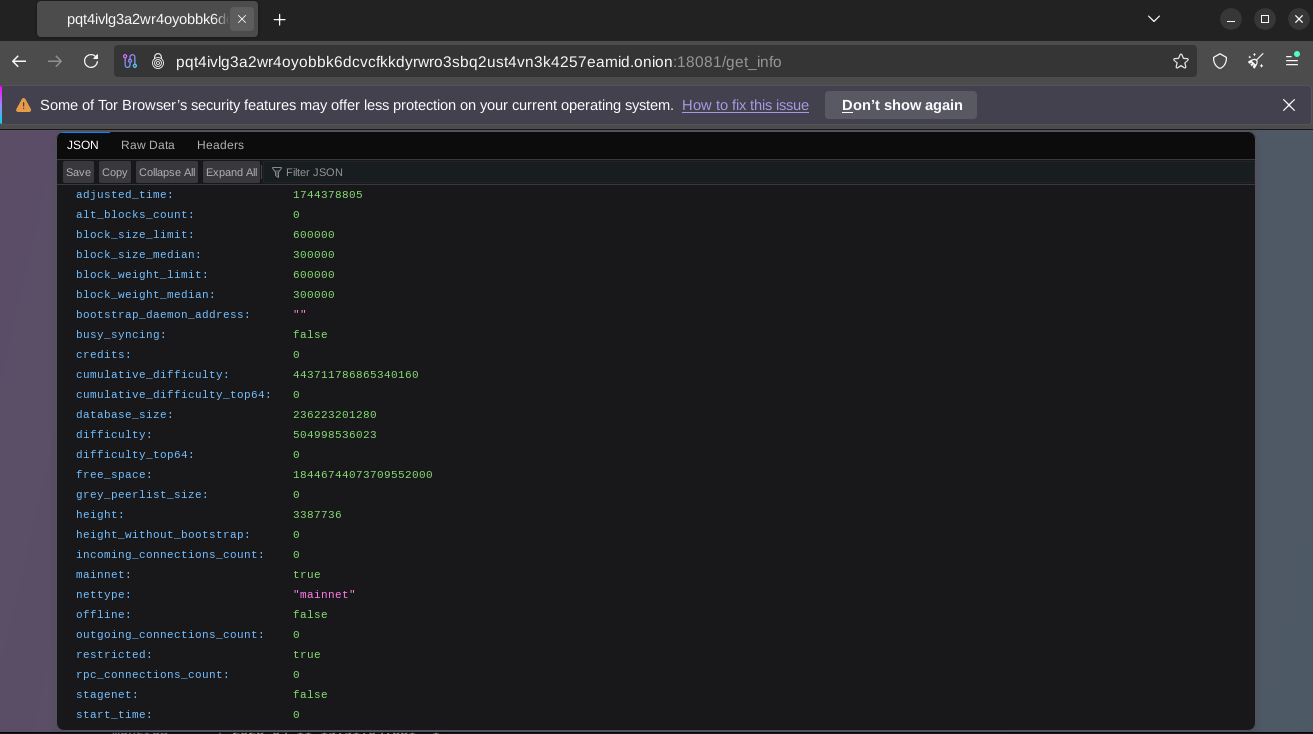 pqt4ivlg3a2wr4oyobbk6d
pqt4ivlg3a2wr4oyobbk6dcvcfkkdyrwro3sbq2ust4vn3k4257eamid.onion:18081/get_info
Some of Tor Browser’s security features may offer less protection on your current operating system. How to fix this issue Don’t show again
JSON Raw Data Headers
Save Copy Collapse All Expand All Filter JSON
adjusted_time: 1744378805
alt_blocks_count: 0
block_size_limit: 600000
block_size_median: 300000
block_weight_limit: 600000
block_weight_median: 300000
bootstrap_daemon_address: ""
busy_syncing: false
credits: 0
cumulative_difficulty: 443711786865340160
cumulative_difficulty_top64: 0
database_size: 236223201280
difficulty: 504998536023
difficulty_top64: 0
free_space: 18446744073709552000
grey_peerlist_size: 0
height: 3387736
height_without_bootstrap: 0
incoming_connections_count: 0
mainnet: true
nettype: "mainnet"
offline: false
outgoing_connections_count: 0
restricted: true
rpc_connections_count: 0
stagenet: false
start_time: 0